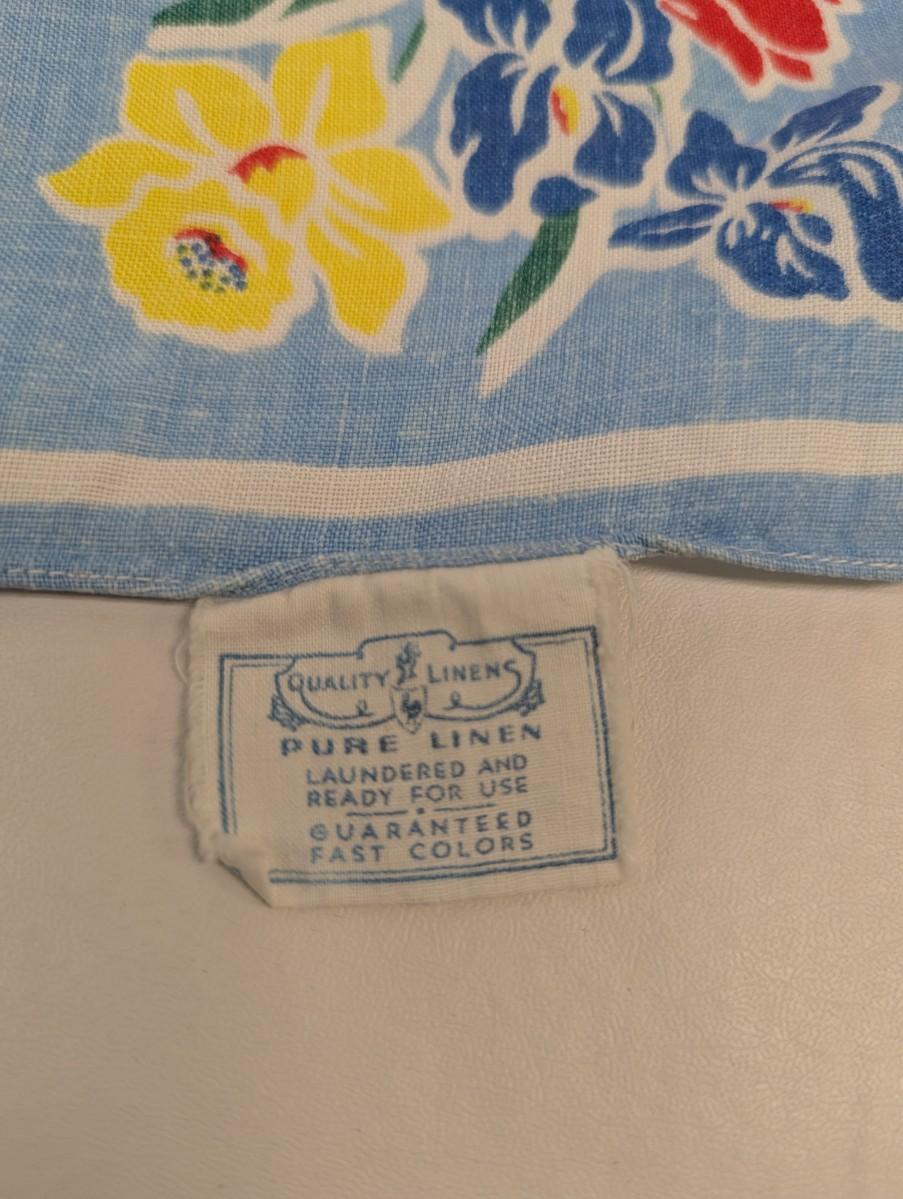 QUALITY LINENS
PURE LINEN
LAUNDERED AND
READY FOR USE
GUARANTEED
FAST COLORS